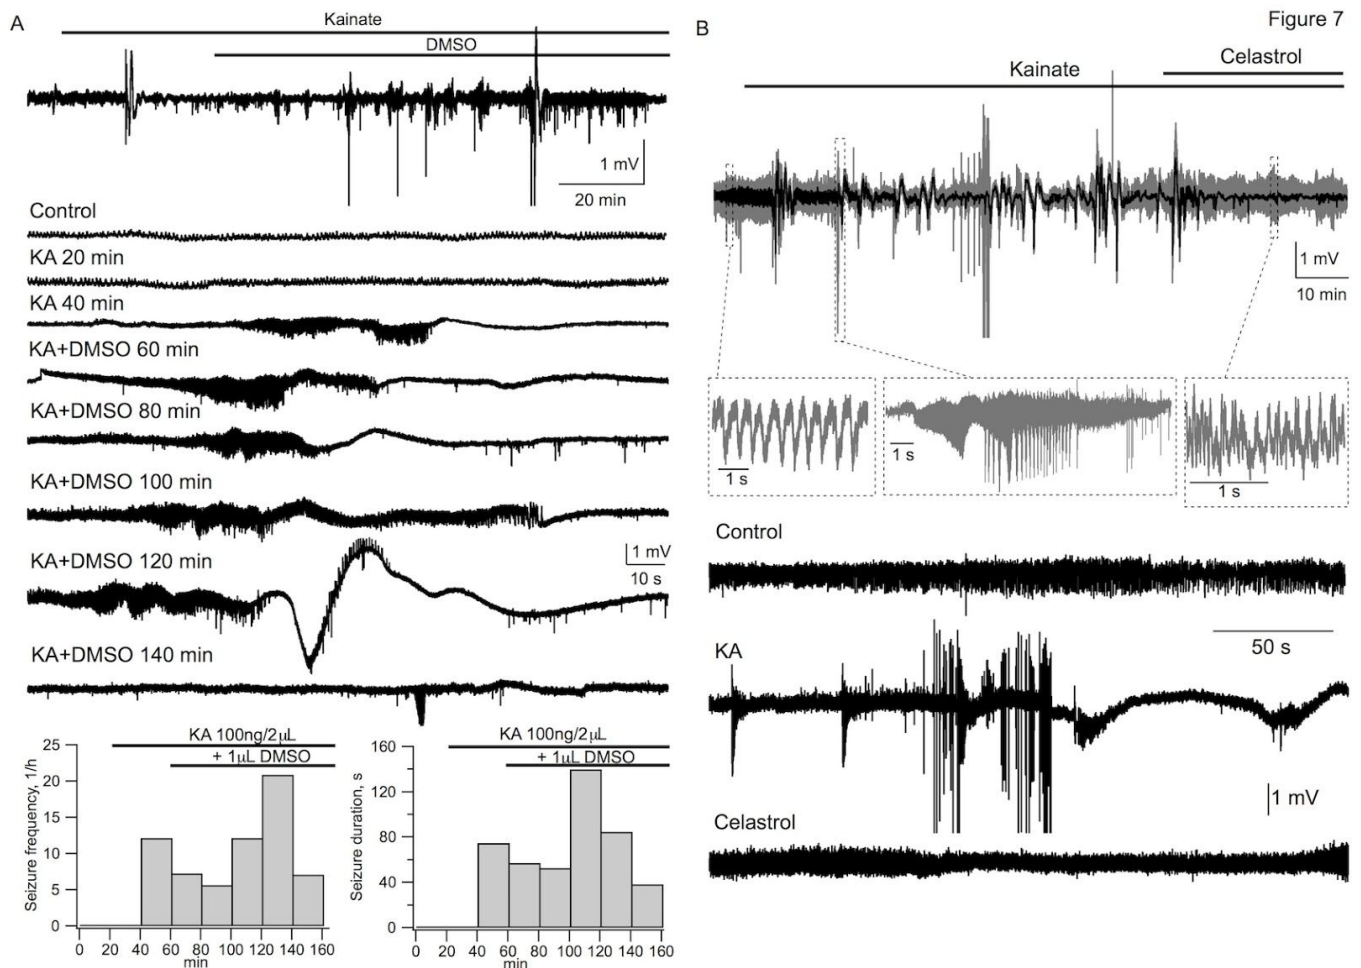 Figure 7
A
Kainate
DMSO
1 mV
20 min
Control
KA 20 min
KA 40 min
KA+DMSO 60 min
KA+DMSO 80 min
KA+DMSO 100 min
KA+DMSO 120 min
1 mV
10 s
KA+DMSO 140 min
KA 100ng/2µL
+ 1µL DMSO
Seizure frequency, 1/h
25
20
15
10
5
0
0 20 40 60 80 100 120 140 160
min
KA 100ng/2µL
+ 1µL DMSO
Seizure duration, s
160
120
80
40
0
0 20 40 60 80 100 120 140 160
min
B
Celastrol
Kainate
1 mV
10 min
1 s
1 s
1 s
Control
50 s
KA
1 mV
Celastrol